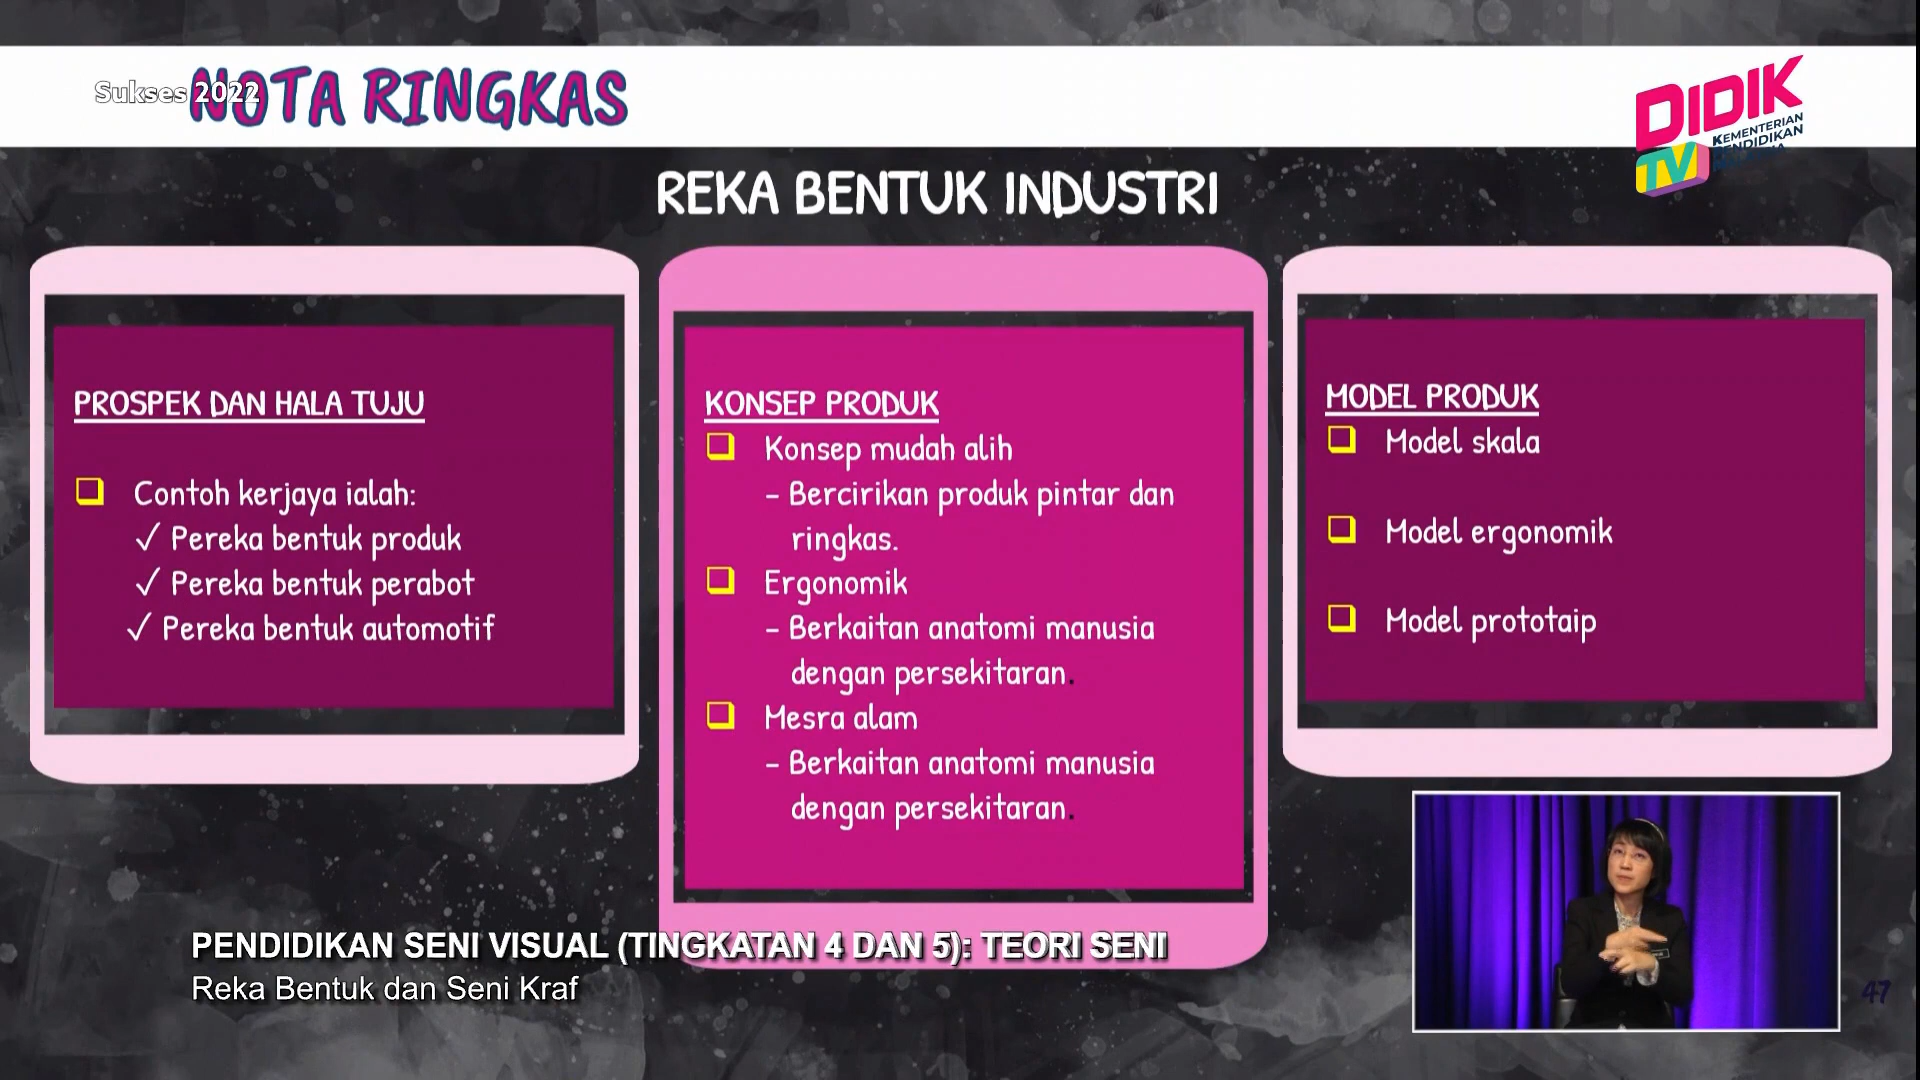 Sukses 2022
NOTA RINGKAS
DIDIK
TV
KEMENTERIAN
PENDIDIKAN
REKA BENTUK INDUSTRI
PROSPEK DAN HALA TUJU
❏ Contoh kerjaya ialah:
✓ Pereka bentuk produk
✓ Pereka bentuk perabot
✓ Pereka bentuk automotif
KONSEP PRODUK
❏ Konsep mudah alih
– Bercirikan produk pintar dan
ringkas.
❏ Ergonomik
– Berkaitan anatomi manusia
dengan persekitaran.
❏ Mesra alam
– Berkaitan anatomi manusia
dengan persekitaran.
MODEL PRODUK
❏ Model skala
❏ Model ergonomik
❏ Model prototaip
PENDIDIKAN SENI VISUAL (TINGKATAN 4 DAN 5): TEORI SENI
Reka Bentuk dan Seni Kraf
47